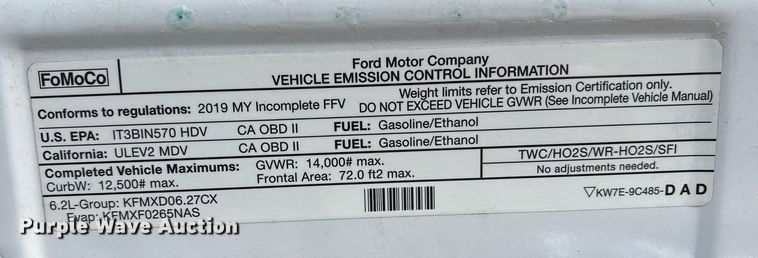 FoMoCo
Ford Motor Company
VEHICLE EMISSION CONTROL INFORMATION
Conforms to regulations: 2019 MY Incomplete FFV
Weight limits refer to Emission Certification only.
DO NOT EXCEED VEHICLE GVWR (See Incomplete Vehicle Manual)
U.S. EPA: IT3BIN570 HDV CA OBD II FUEL: Gasoline/Ethanol
California: ULEV2 MDV CA OBD II FUEL: Gasoline/Ethanol
Completed Vehicle Maximums: GVWR: 14,000# max.
CurbW: 12,500# max. Frontal Area: 72.0 ft2 max.
TWC/HO2S/WR-HO2S/SFI
No adjustments needed.
6.2L-Group: KFMXD06.27CX
Evap: KFMXF0265NAS
▽KW7E-9C485-DAD
Purple Wave Auction